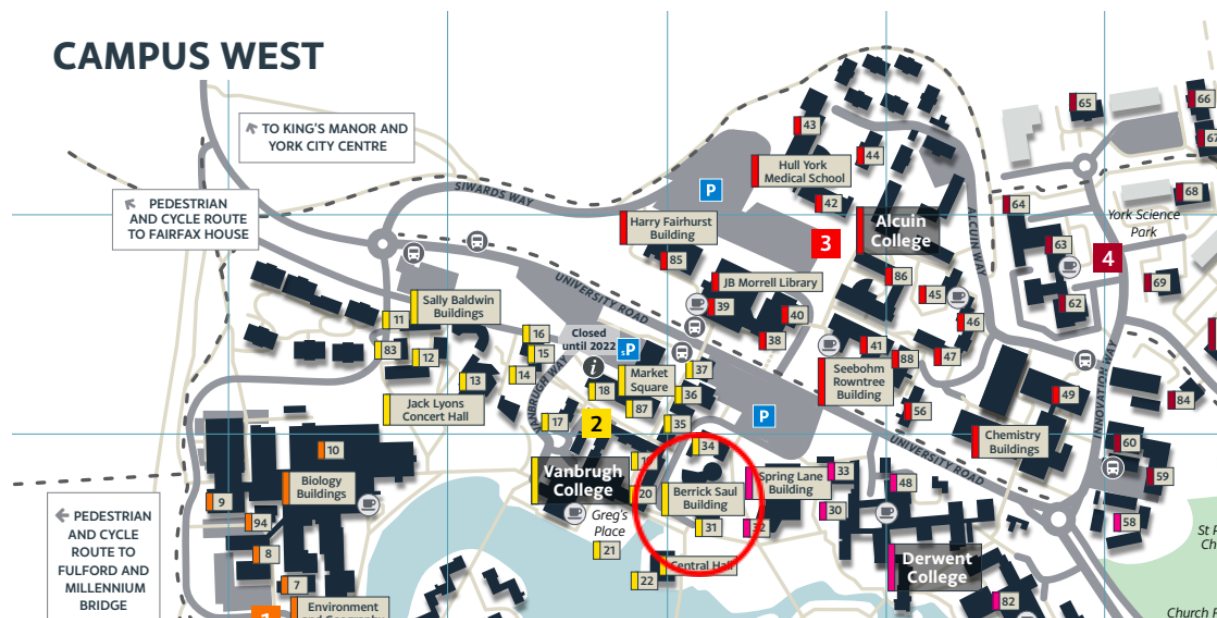 CAMPUS WEST
TO KING'S MANOR AND
YORK CITY CENTRE
PEDESTRIAN
AND CYCLE ROUTE
TO FAIRFAX HOUSE
SIWARDS WAY
P
43
44
Hull York
Medical School
42
Harry Fairhurst
Building
85
3
Alcuin
College
ALCUIN WAY
65
66
67
68
64
York Science
Park
63
4
69
62
UNIVERSITY ROAD
JB Morrell Library
39
40
38
86
45
46
Sally Baldwin
Buildings
11
83
12
13
16
15
14
Closed
until 2022
P
i
Market
Square
18
87
37
36
35
41
88
47
Seebohm
Rowntree
Building
56
49
84
INNOVATION WAY
Jack Lyons
Concert Hall
VANBRUGH WAY
17
2
P
34
UNIVERSITY ROAD
Chemistry
Buildings
60
59
58
10
Biology
Buildings
9
94
8
7
Vanbrugh
College
20
Greg's
Place
21
22
Berrick Saul
Building
31
Central Hall
Spring Lane
Building
33
30
32
48
Derwent
College
82
PEDESTRIAN
AND CYCLE
ROUTE TO
FULFORD AND
MILLENNIUM
BRIDGE
1
Environment
and Geography
St
Church